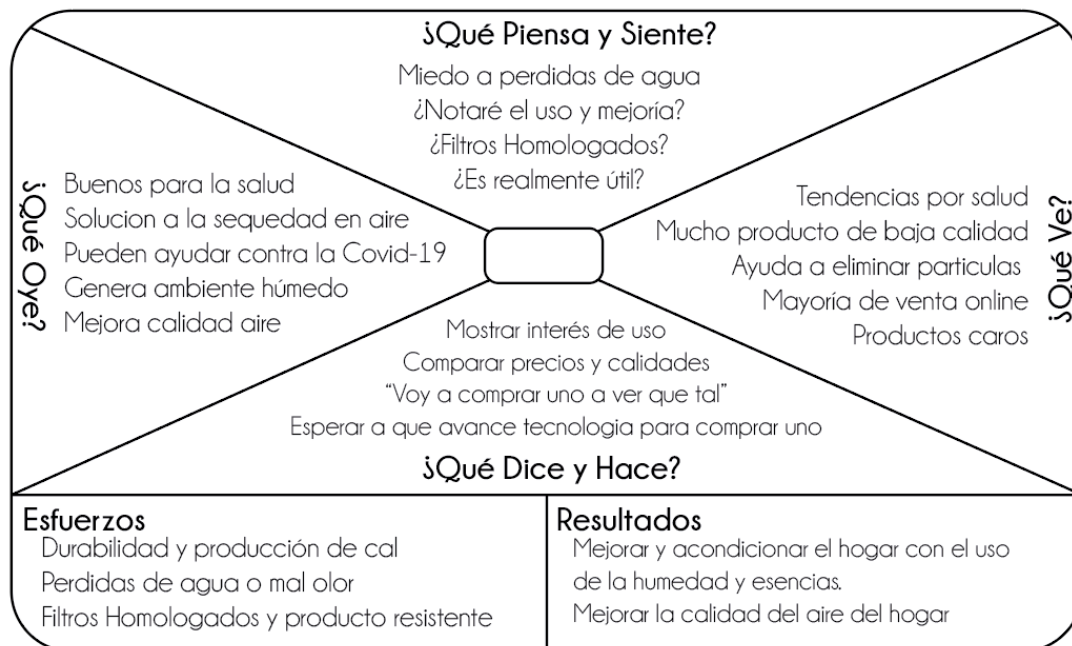 ¿Qué Piensa y Siente?
Miedo a perdidas de agua
¿Notaré el uso y mejoría?
¿Filtros Homologados?
¿Es realmente útil?
¿Qué Oye?
Buenos para la salud
Solucion a la sequedad en aire
Pueden ayudar contra la Covid-19
Genera ambiente húmedo
Mejora calidad aire
¿Qué Ve?
Tendencias por salud
Mucho producto de baja calidad
Ayuda a eliminar particulas
Mayoría de venta online
Productos caros
Mostrar interés de uso
Comparar precios y calidades
“Voy a comprar uno a ver que tal”
Esperar a que avance tecnologia para comprar uno
¿Qué Dice y Hace?
Esfuerzos
Durabilidad y producción de cal
Perdidas de agua o mal olor
Filtros Homologados y producto resistente
Resultados
Mejorar y acondicionar el hogar con el uso
de la humedad y esencias.
Mejorar la calidad del aire del hogar